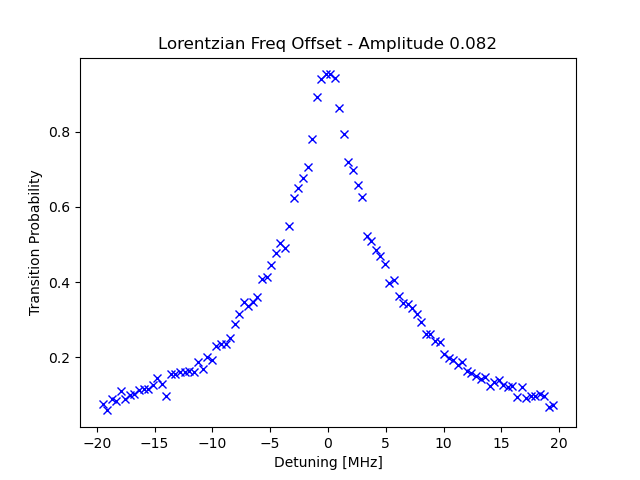 Lorentzian Freq Offset - Amplitude 0.082
Transition Probability
0.8
0.6
0.4
0.2
−20 −15 −10 −5 0 5 10 15 20
Detuning [MHz]